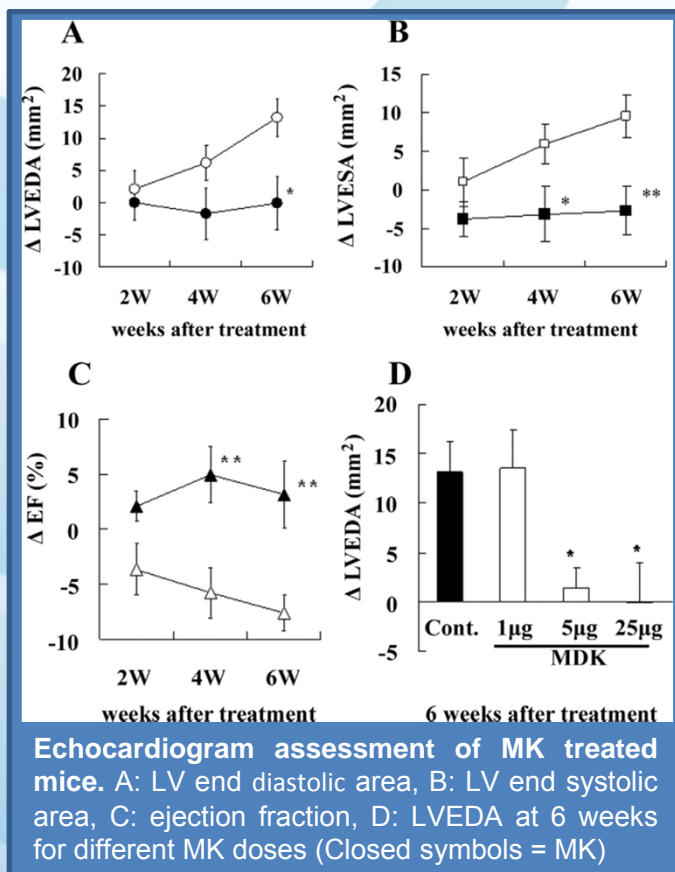 A
Δ LVEDA (mm²)
20
15
10
5
0
-5
-10
*
2W 4W 6W
weeks after treatment
B
Δ LVESA (mm²)
15
10
5
0
-5
-10
* **
2W 4W 6W
weeks after treatment
C
Δ EF (%)
10
5
0
-5
-10
** **
2W 4W 6W
weeks after treatment
D
Δ LVEDA (mm²)
20
15
10
5
0
-5
* *
Cont. 1µg 5µg 25µg
MDK
6 weeks after treatment
Echocardiogram assessment of MK treated
mice. A: LV end diastolic area, B: LV end systolic
area, C: ejection fraction, D: LVEDA at 6 weeks
for different MK doses (Closed symbols = MK)